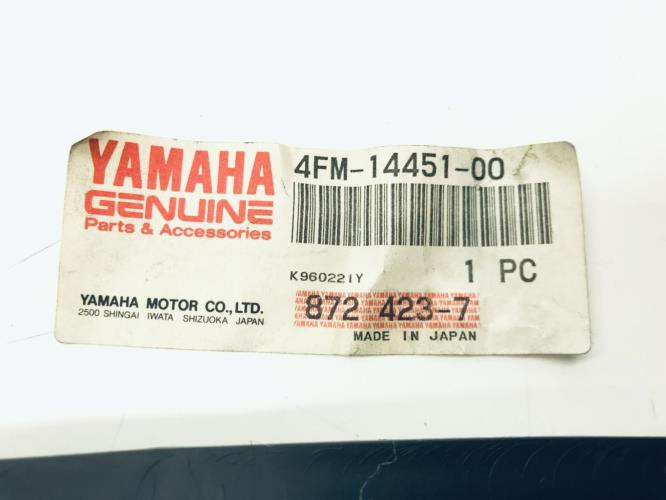 YAMAHA
GENUINE
Parts & Accessories
YAMAHA MOTOR CO., LTD.
2500 SHINGAI IWATA SHIZUOKA JAPAN
4FM-14451-00
K960221Y
1 PC
872 423-7
MADE IN JAPAN